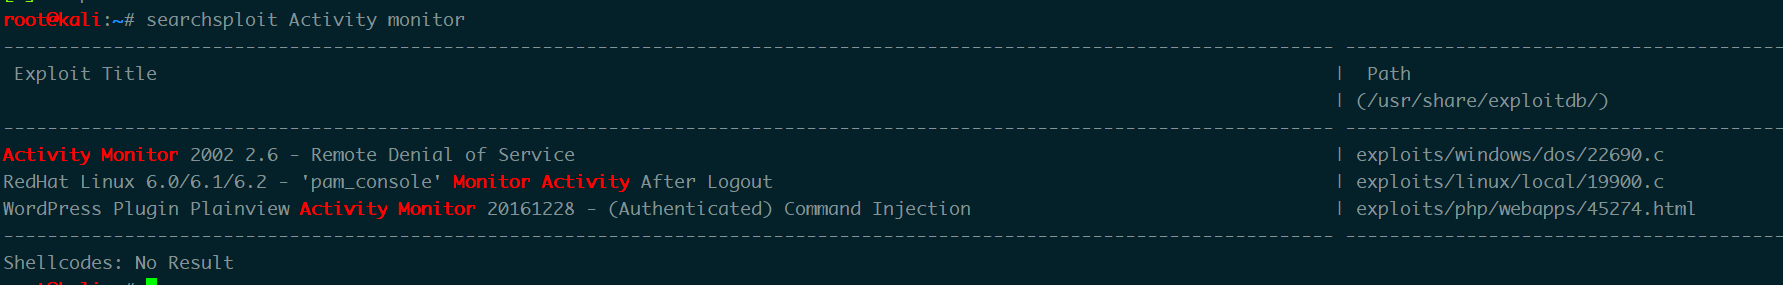 root@kali:~# searchsploit Activity monitor
Exploit Title | Path
| (/usr/share/exploitdb/)
Activity Monitor 2002 2.6 - Remote Denial of Service | exploits/windows/dos/22690.c
RedHat Linux 6.0/6.1/6.2 - 'pam_console' Monitor Activity After Logout | exploits/linux/local/19900.c
WordPress Plugin Plainview Activity Monitor 20161228 - (Authenticated) Command Injection | exploits/php/webapps/45274.html
Shellcodes: No Result